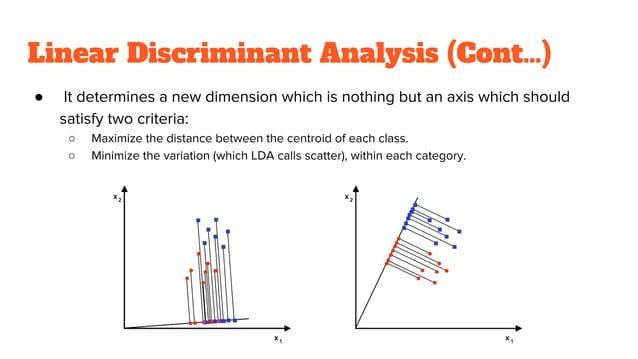 Linear Discriminant Analysis (Cont...)
● It determines a new dimension which is nothing but an axis which should
satisfy two criteria:
○ Maximize the distance between the centroid of each class.
○ Minimize the variation (which LDA calls scatter), within each category.
x2
x2
x1
x1